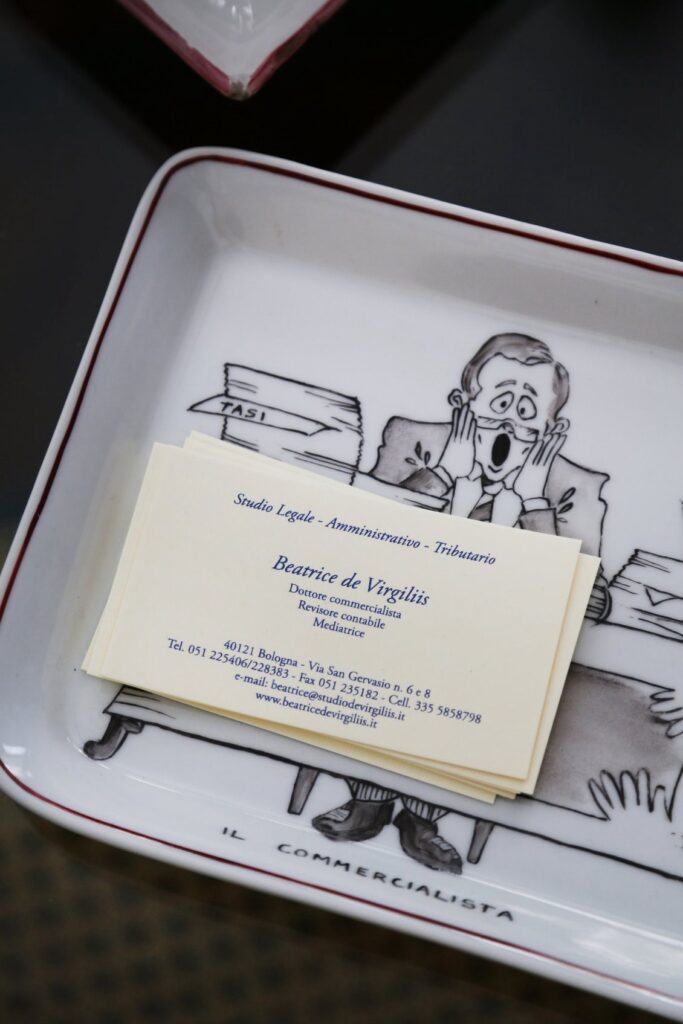 TASI
Studio Legale - Amministrativo - Tributario
Beatrice de Virgiliis
Dottore commercialista
Revisore contabile
Mediatrice
40121 Bologna - Via San Gervasio n. 6 e 8
Tel. 051 225406/228383 - Fax 051 235182 - Cell. 335 5858798
e-mail: beatrice@studiodevirgiliis.it
www.beatricedevirgiliis.it
IL COMMERCIALISTA